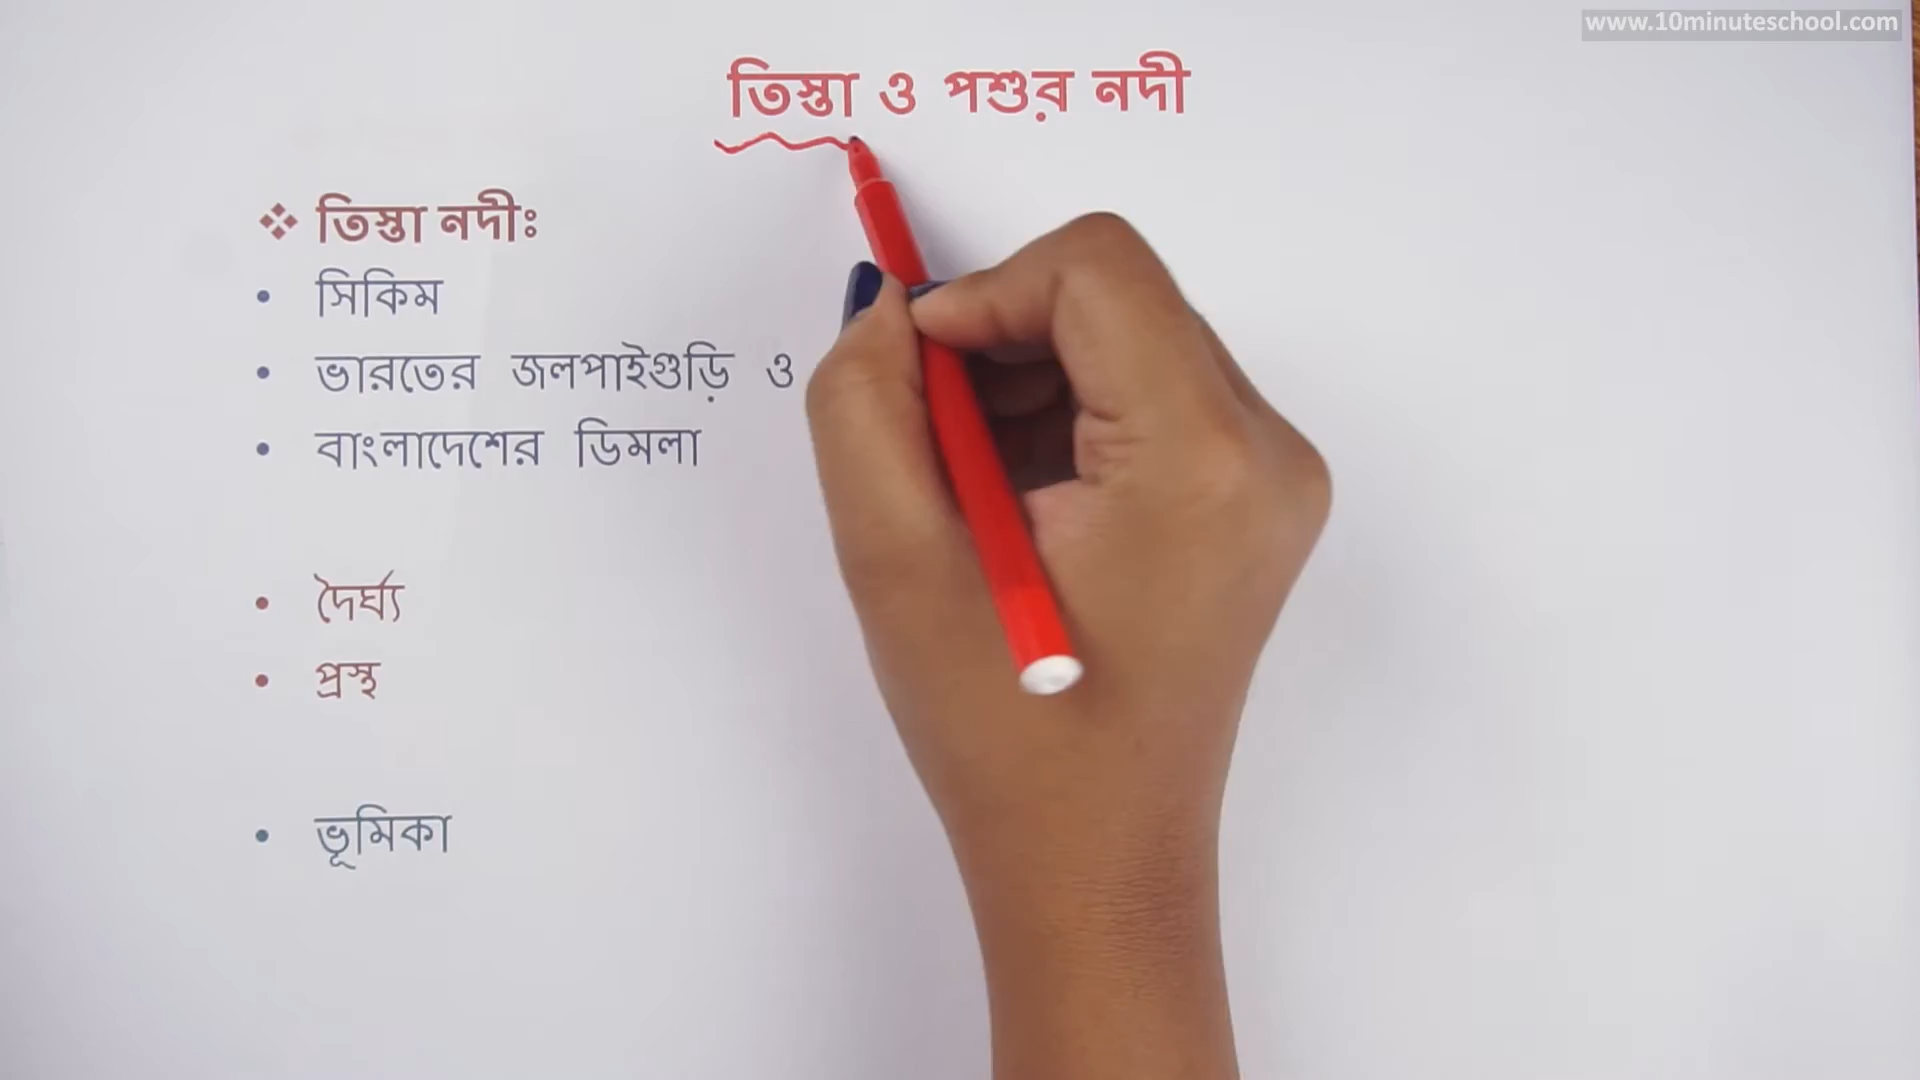 www.10minuteschool.com
তিস্তা ও পশুর নদী
❖ তিস্তা নদীঃ
• সিকিম
• ভারতের জলপাইগুড়ি ও
• বাংলাদেশের ডিমলা
• দৈর্ঘ্য
• প্রস্থ
• ভূমিকা